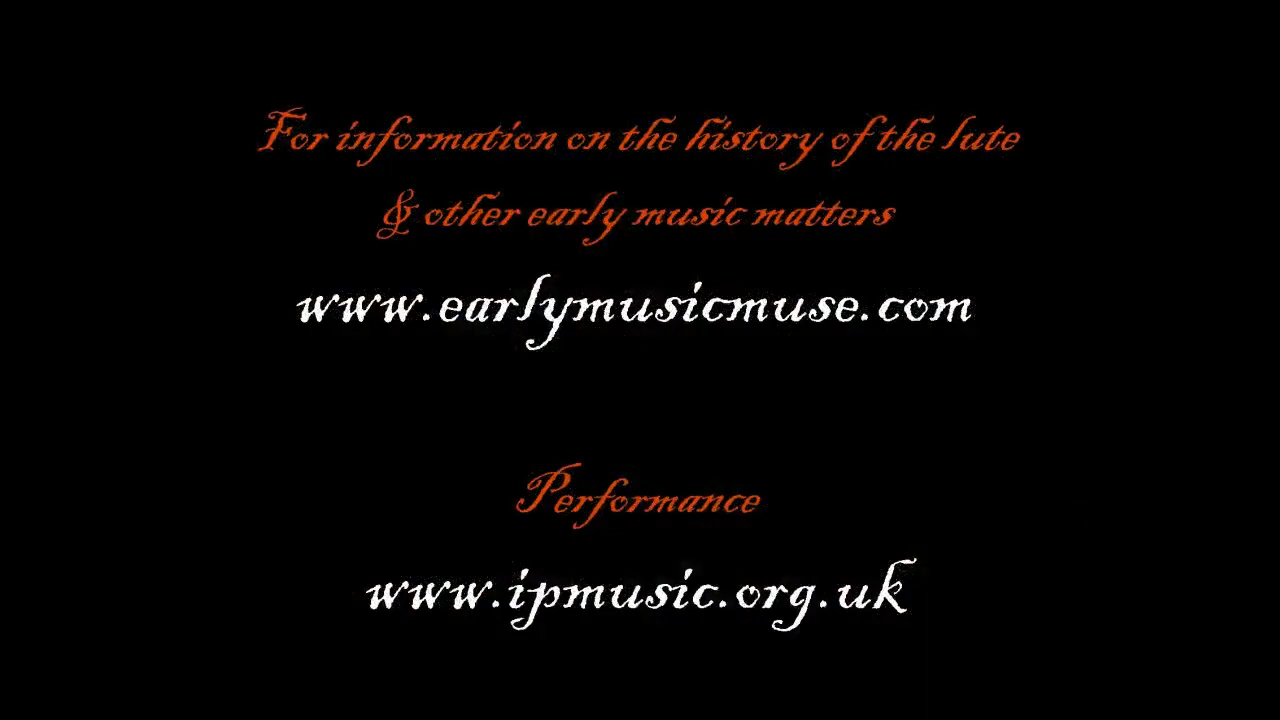 For information on the history of the lute
& other early music matters
www.earlymusicmuse.com
Performance
www.ipmusic.org.uk